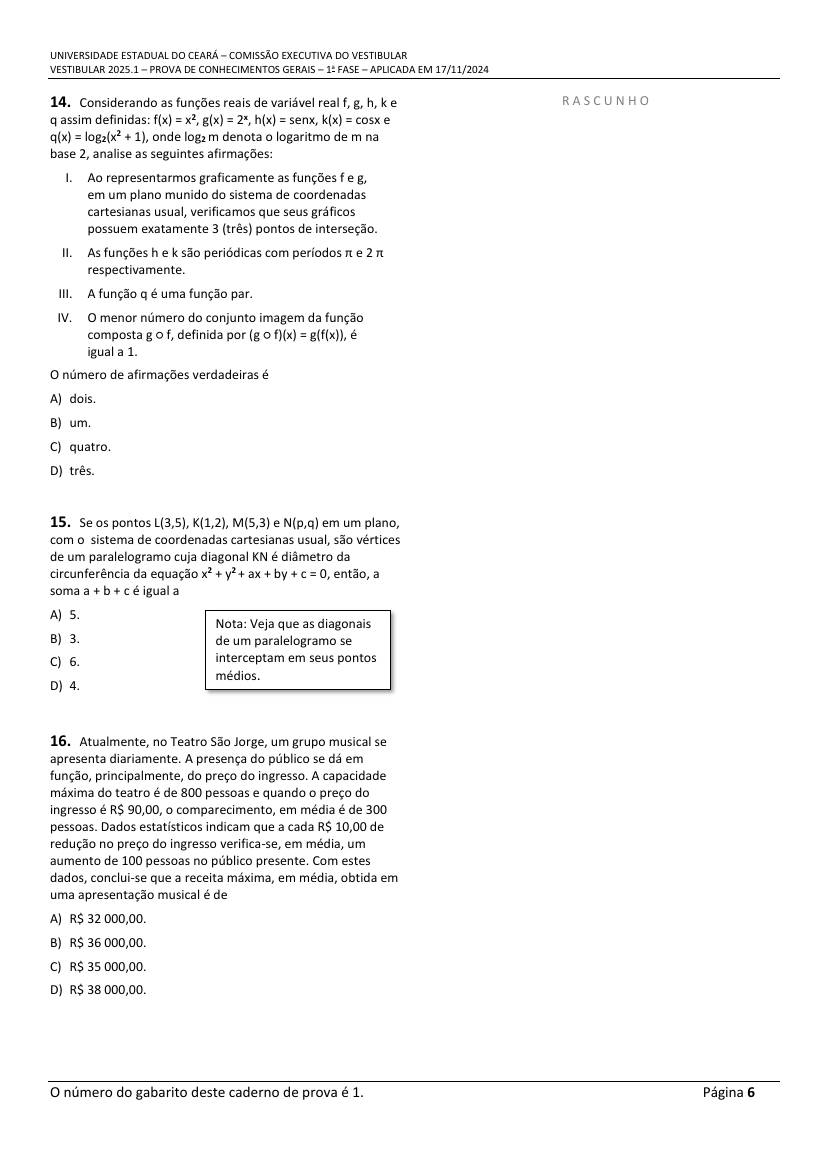 UNIVERSIDADE ESTADUAL DO CEARÁ – COMISSÃO EXECUTIVA DO VESTIBULAR
VESTIBULAR 2025.1 – PROVA DE CONHECIMENTOS GERAIS – 1ª FASE – APLICADA EM 17/11/2024
14. Considerando as funções reais de variável real f, g, h, k e
q assim definidas: f(x) = x², g(x) = 2ˣ, h(x) = senx, k(x) = cosx e
q(x) = log₂(x² + 1), onde log₂ m denota o logaritmo de m na
base 2, analise as seguintes afirmações:
I. Ao representarmos graficamente as funções f e g,
em um plano munido do sistema de coordenadas
cartesianas usual, verificamos que seus gráficos
possuem exatamente 3 (três) pontos de interseção.
II. As funções h e k são periódicas com períodos π e 2 π
respectivamente.
III. A função q é uma função par.
IV. O menor número do conjunto imagem da função
composta g ○ f, definida por (g ○ f)(x) = g(f(x)), é
igual a 1.
O número de afirmações verdadeiras é
A) dois.
B) um.
C) quatro.
D) três.
15. Se os pontos L(3,5), K(1,2), M(5,3) e N(p,q) em um plano,
com o sistema de coordenadas cartesianas usual, são vértices
de um paralelogramo cuja diagonal KN é diâmetro da
circunferência da equação x² + y² + ax + by + c = 0, então, a
soma a + b + c é igual a
A) 5.
B) 3.
C) 6.
D) 4.
Nota: Veja que as diagonais
de um paralelogramo se
interceptam em seus pontos
médios.
16. Atualmente, no Teatro São Jorge, um grupo musical se
apresenta diariamente. A presença do público se dá em
função, principalmente, do preço do ingresso. A capacidade
máxima do teatro é de 800 pessoas e quando o preço do
ingresso é R$ 90,00, o comparecimento, em média é de 300
pessoas. Dados estatísticos indicam que a cada R$ 10,00 de
redução no preço do ingresso verifica-se, em média, um
aumento de 100 pessoas no público presente. Com estes
dados, conclui-se que a receita máxima, em média, obtida em
uma apresentação musical é de
A) R$ 32 000,00.
B) R$ 36 000,00.
C) R$ 35 000,00.
D) R$ 38 000,00.
RASCUNHO
O número do gabarito deste caderno de prova é 1.
Página 6